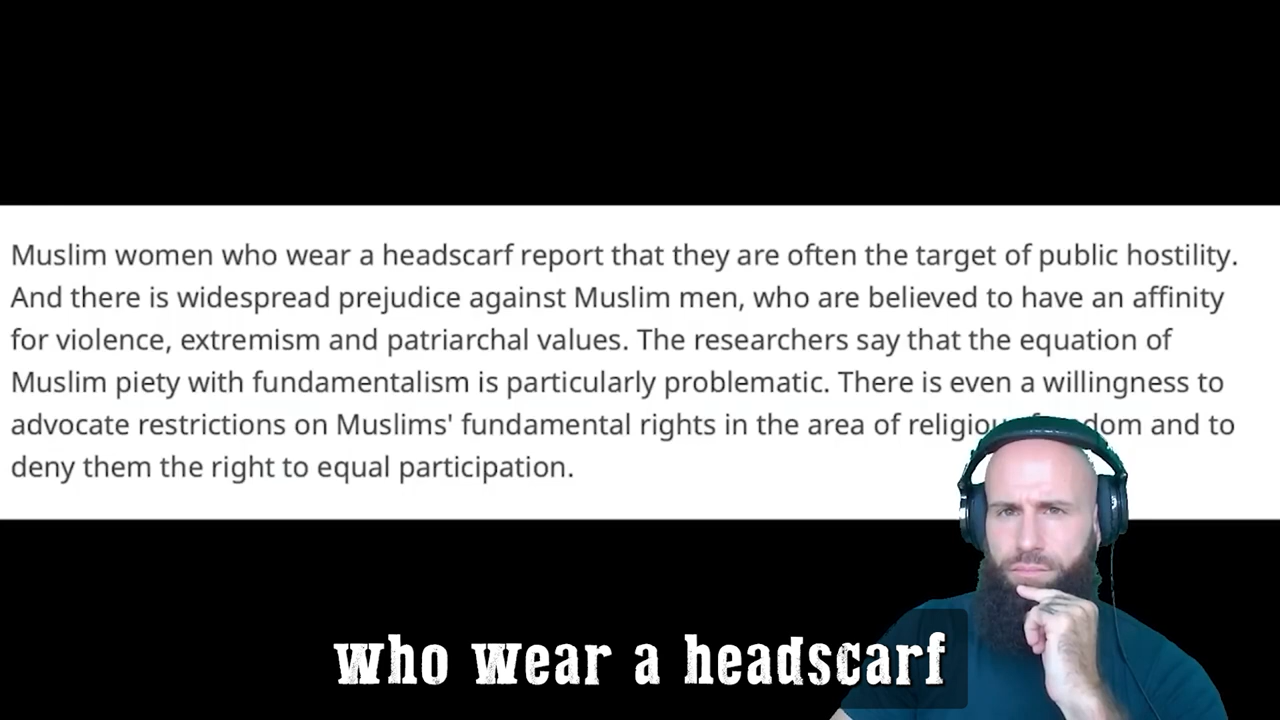 Muslim women who wear a headscarf report that they are often the target of public hostility.
And there is widespread prejudice against Muslim men, who are believed to have an affinity
for violence, extremism and patriarchal values. The researchers say that the equation of
Muslim piety with fundamentalism is particularly problematic. There is even a willingness to
advocate restrictions on Muslims' fundamental rights in the area of and to
deny them the right to equal participation.
who wear a headscarf